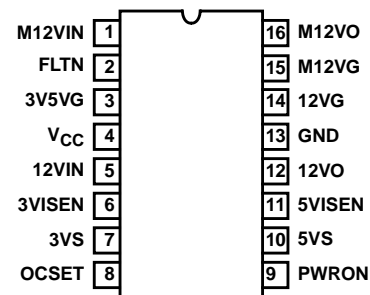 M12VIN 1 16 M12VO
FLTN 2 15 M12VG
3V5VG 3 14 12VG
VCC 4 13 GND
12VIN 5 12 12VO
3VISEN 6 11 5VISEN
3VS 7 10 5VS
OCSET 8 9 PWRON